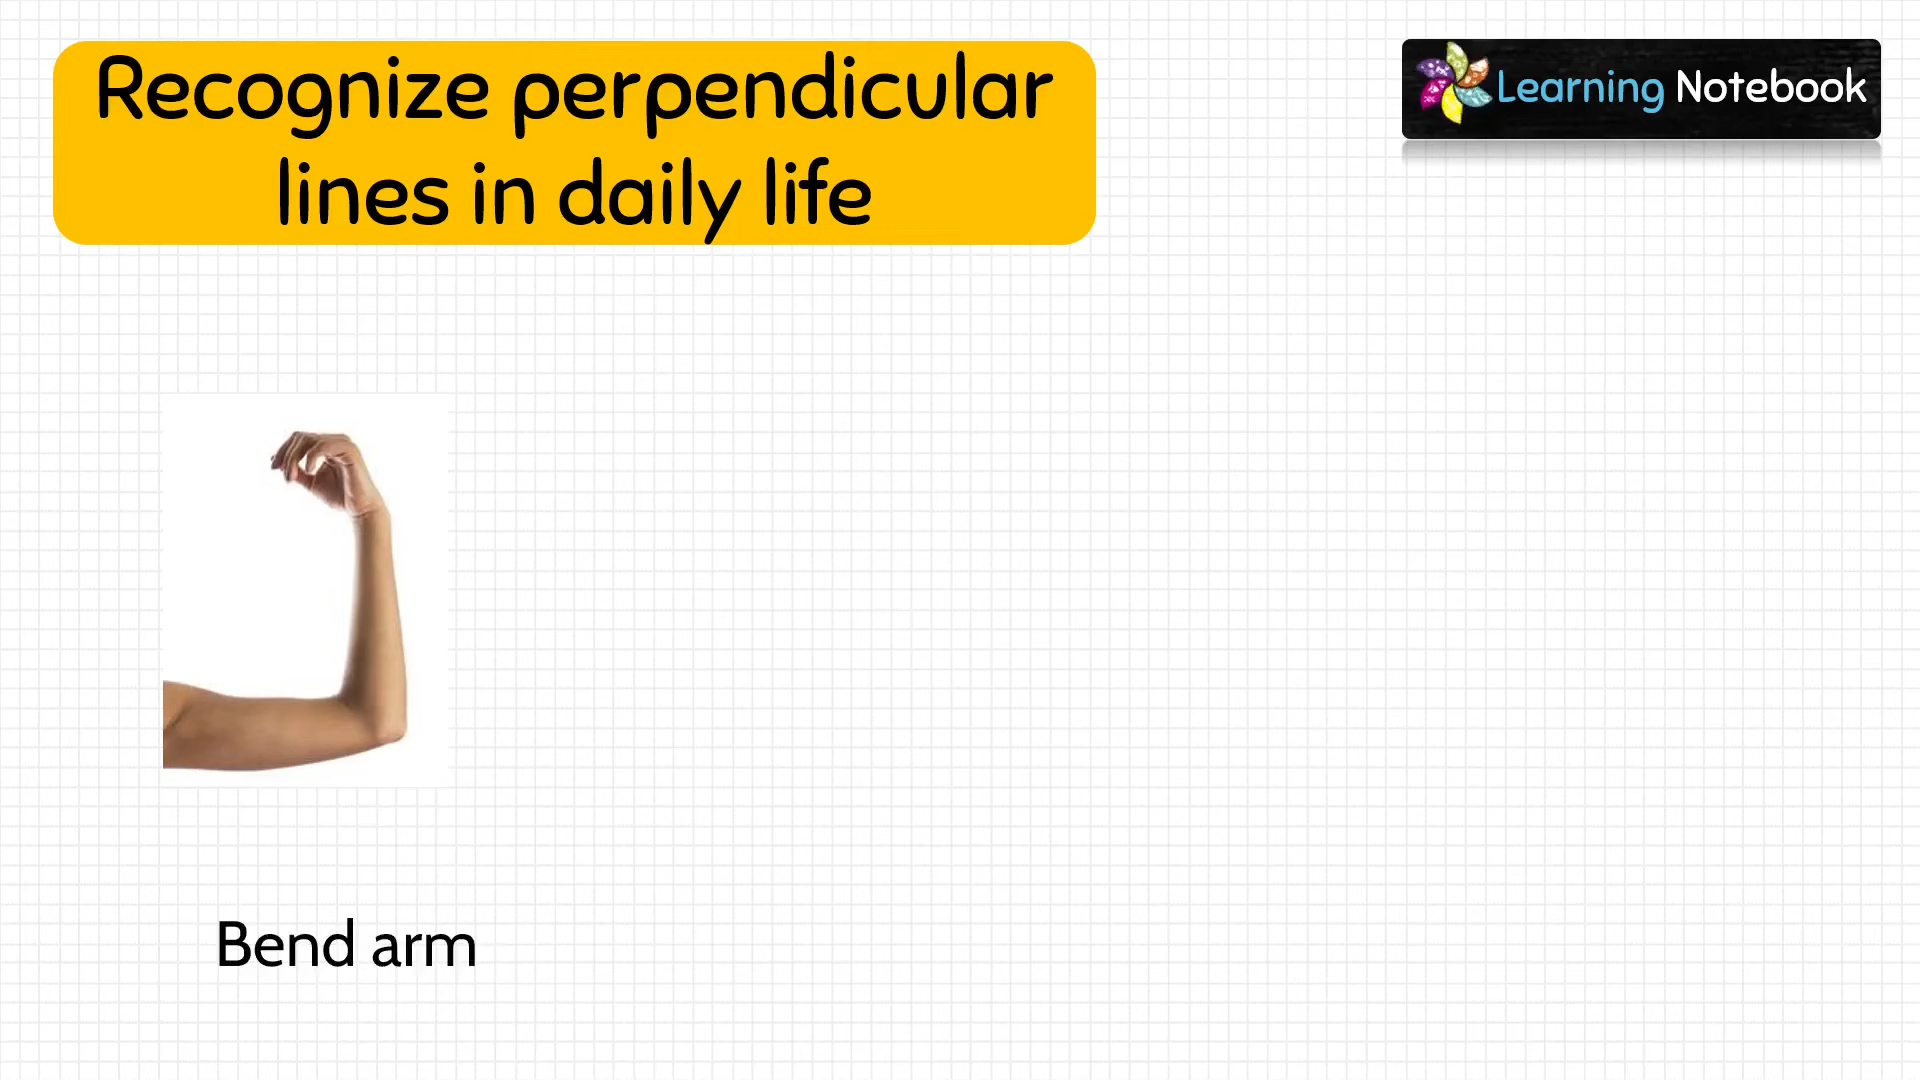 Recognize perpendicular
lines in daily life
Learning Notebook
Bend arm